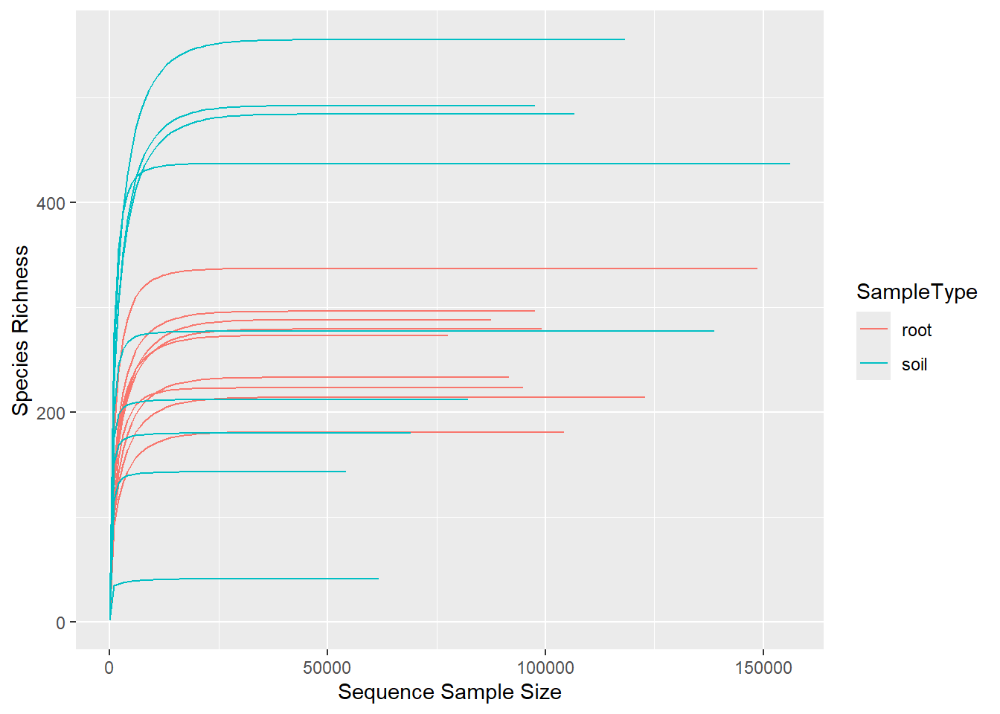 Species Richness
400
200
0
0
50000
100000
150000
Sequence Sample Size
SampleType
root
soil